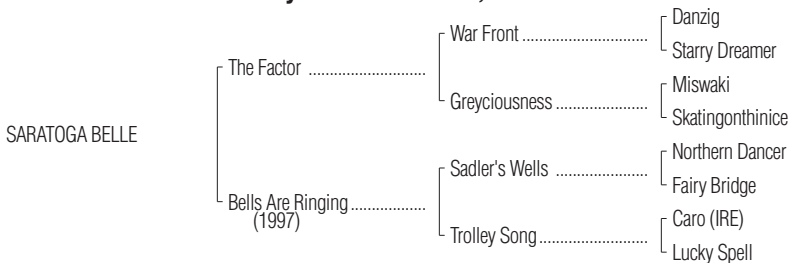 Danzig
War Front ...............................
Starry Dreamer
The Factor .............................
Miswaki
Greyciousness .......................
Skatingonthinice
SARATOGA BELLE
Northern Dancer
Sadler's Wells .......................
Fairy Bridge
Bells Are Ringing ..................
(1997)
Caro (IRE)
Trolley Song ...........................
Lucky Spell